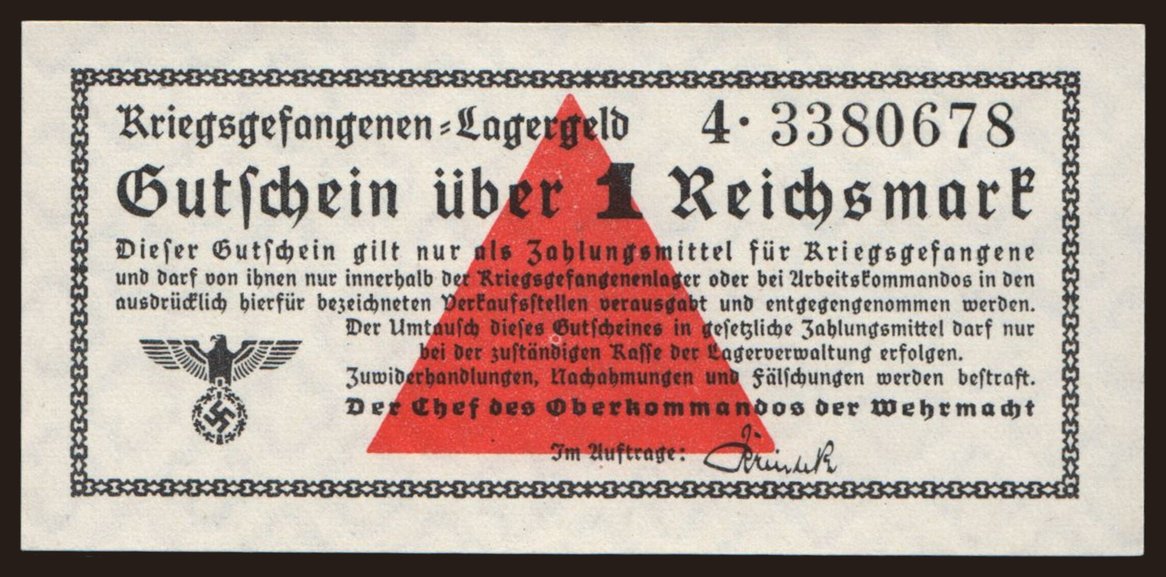 Kriegsgefangenen-Lagergeld 4· 3380678
Gutschein über 1 Reichsmark
Dieser Gutschein gilt nur als Zahlungsmittel für Kriegsgefangene
und darf von ihnen nur innerhalb der Kriegsgefangenenlager oder bei Arbeitskommandos in den
ausdrücklich hierfür bezeichneten Verkaufsstellen verausgabt und entgegengenommen werden.
Der Umtausch dieses Gutscheines in gesetzliche Zahlungsmittel darf nur
bei der zuständigen Kasse der Lagerverwaltung erfolgen.
Zuwiderhandlungen, Nachahmungen und Fälschungen werden bestraft.
Der Chef des Oberkommandos der Wehrmacht
Im Auftrage: